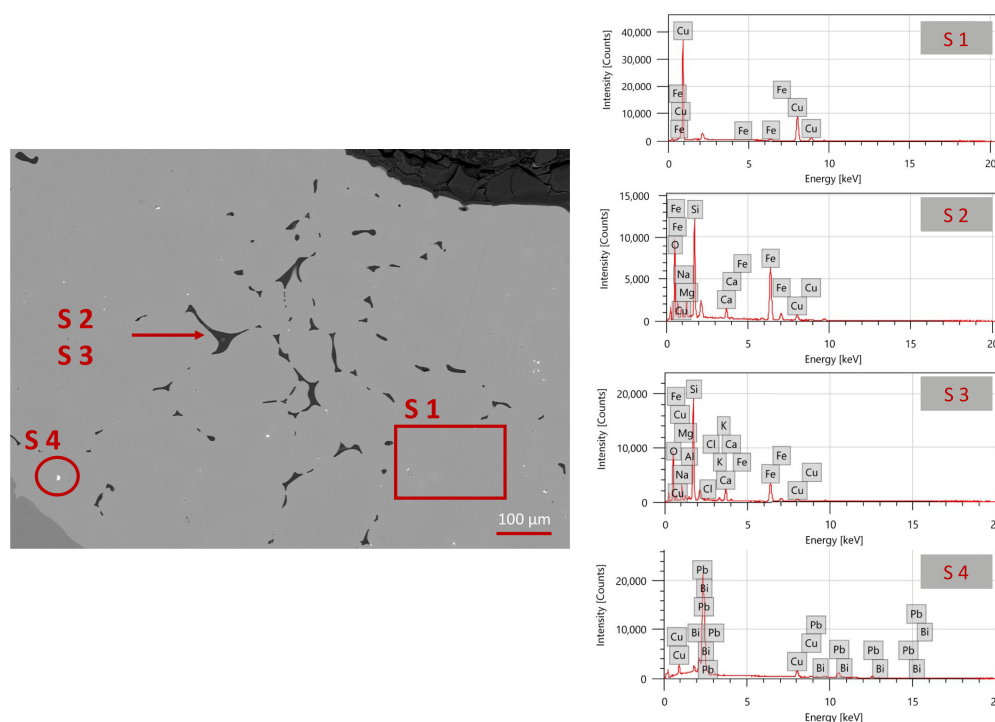 S 2
S 3
S 1
S 4
100 µm
S 1
Intensity [Counts]
40,000
30,000
20,000
10,000
0
Cu
Fe
Cu
Fe
Fe
Fe
Fe
Cu
Cu
0
5
10
15
20
Energy [keV]
S 2
Intensity [Counts]
15,000
10,000
5,000
0
Fe
Fe
O
Na
Mg
Cu
Si
Ca
Ca
Fe
Fe
Fe
Cu
Cu
0
5
10
15
20
Energy [keV]
S 3
Intensity [Counts]
20,000
10,000
0
Fe
Cu
Mg
O
Al
Na
Cu
Si
Cl
Cl
K
K
Ca
Ca
Fe
Fe
Fe
Cu
Cu
0
5
10
15
2
Energy [keV]
S 4
Intensity [Counts]
20,000
10,000
0
Cu
Cu
Pb
Bi
Pb
Bi
Pb
Bi
Pb
Pb
Cu
Cu
Bi
Pb
Bi
Pb
Bi
Pb
Bi
Pb
Bi
0
5
10
15
20
Energy [keV]